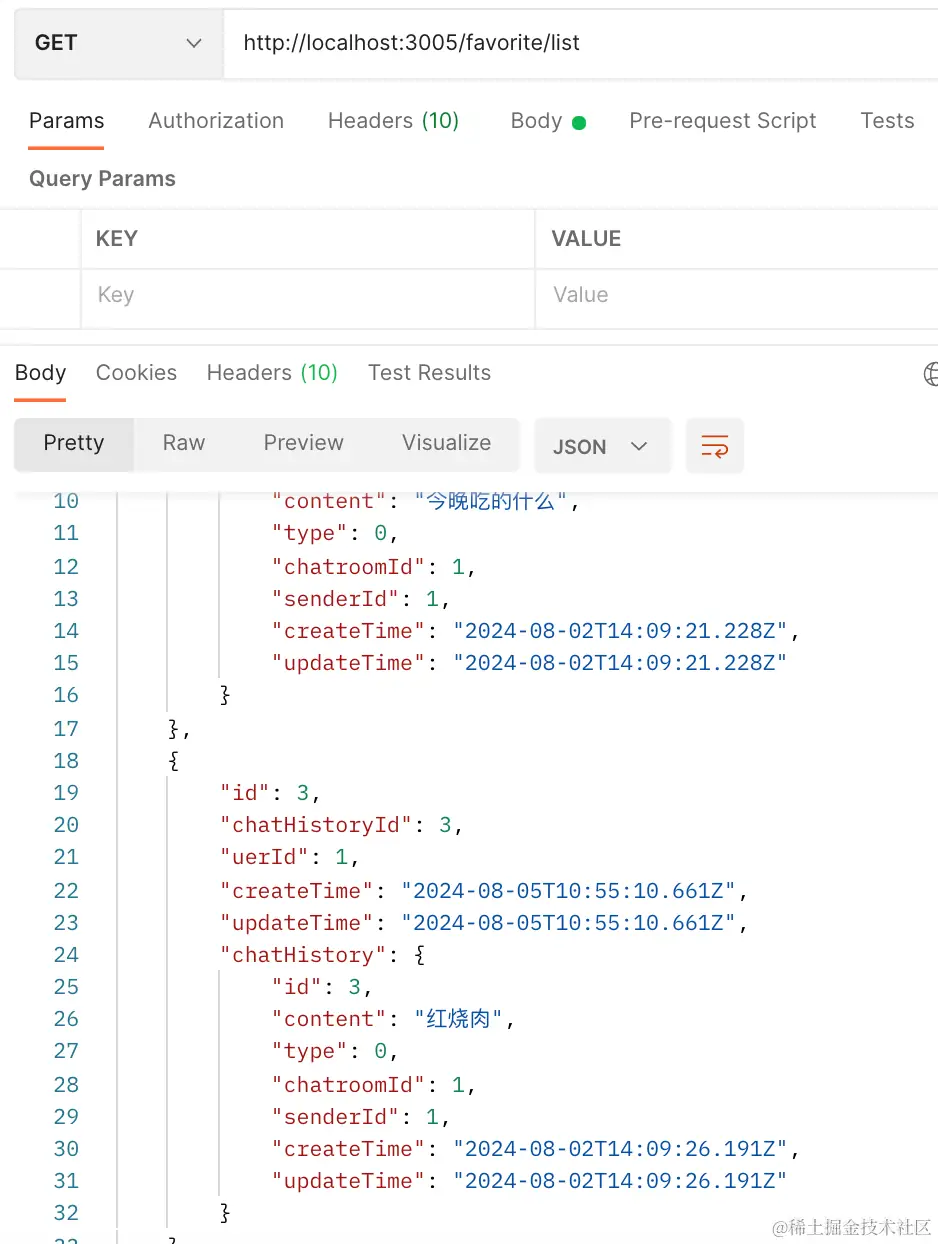 GET http://localhost:3005/favorite/list
Params Authorization Headers (10) Body Pre-request Script Tests
Query Params
KEY VALUE
Key Value
Body Cookies Headers (10) Test Results
Pretty Raw Preview Visualize JSON
10 "content": "今晚吃的什么",
11 "type": 0,
12 "chatroomId": 1,
13 "senderId": 1,
14 "createTime": "2024-08-02T14:09:21.228Z",
15 "updateTime": "2024-08-02T14:09:21.228Z"
16 }
17 },
18 {
19 "id": 3,
20 "chatHistoryId": 3,
21 "uerId": 1,
22 "createTime": "2024-08-05T10:55:10.661Z",
23 "updateTime": "2024-08-05T10:55:10.661Z",
24 "chatHistory": {
25 "id": 3,
26 "content": "红烧肉",
27 "type": 0,
28 "chatroomId": 1,
29 "senderId": 1,
30 "createTime": "2024-08-02T14:09:26.191Z",
31 "updateTime": "2024-08-02T14:09:26.191Z"
32 }
@稀土掘金技术社区